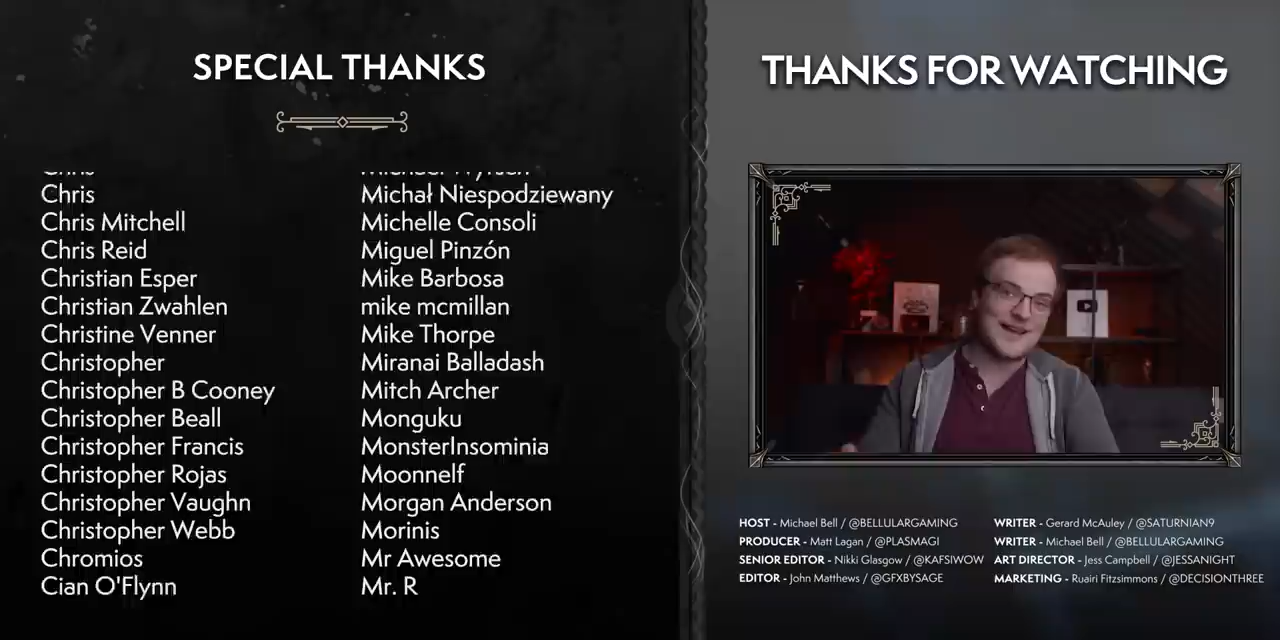 SPECIAL THANKS
Chris
Chris Mitchell
Chris Reid
Christian Esper
Christian Zwahlen
Christine Venner
Christopher
Christopher B Cooney
Christopher Beall
Christopher Francis
Christopher Rojas
Christopher Vaughn
Christopher Webb
Chromios
Cian O'Flynn
Michał Niespodziewany
Michelle Consoli
Miguel Pinzón
Mike Barbosa
mike mcmillan
Mike Thorpe
Miranai Balladash
Mitch Archer
Monguku
MonsterInsominia
Moonnelf
Morgan Anderson
Morinis
Mr Awesome
Mr. R
THANKS FOR WATCHING
HOST - Michael Bell / @BELLULARGAMING
PRODUCER - Matt Lagan / @PLASMAGI
SENIOR EDITOR - Nikki Glasgow / @KAFSIWOW
EDITOR - John Matthews / @GFXBYSAGE
WRITER - Gerard McAuley / @SATURNIAN9
WRITER - Michael Bell / @BELLULARGAMING
ART DIRECTOR - Jess Campbell / @JESSANIGHT
MARKETING - Ruairi Fitzsimmons / @DECISIONTHREE